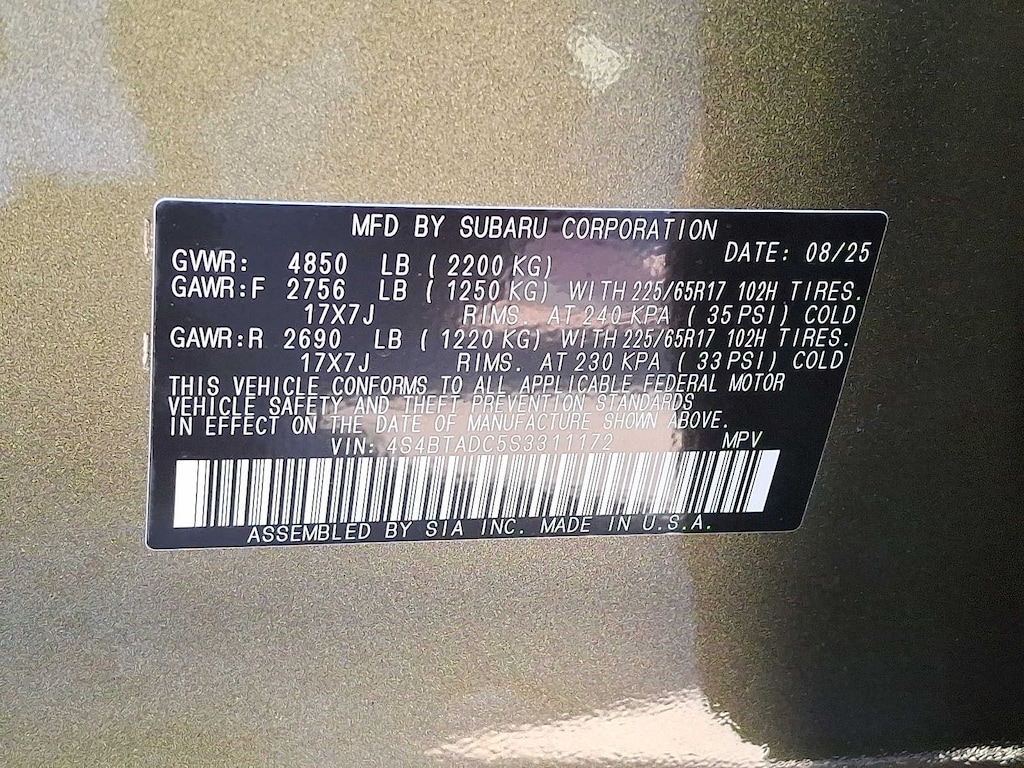 MFD BY SUBARU CORPORATION
DATE: 08/25
GVWR: 4850 LB ( 2200 KG)
GAWR:F 2756 LB ( 1250 KG) WITH 225/65R17 102H TIRES.
17X7J RIMS. AT 240 KPA ( 35 PSI) COLD
GAWR:R 2690 LB ( 1220 KG) WITH 225/65R17 102H TIRES.
17X7J RIMS. AT 230 KPA ( 33 PSI) COLD
THIS VEHICLE CONFORMS TO ALL APPLICABLE FEDERAL MOTOR
VEHICLE SAFETY AND THEFT PREVENTION STANDARDS
IN EFFECT ON THE DATE OF MANUFACTURE SHOWN ABOVE.
VIN: 4S4BTADC5S3311172 MPV
ASSEMBLED BY SIA INC. MADE IN U.S.A.